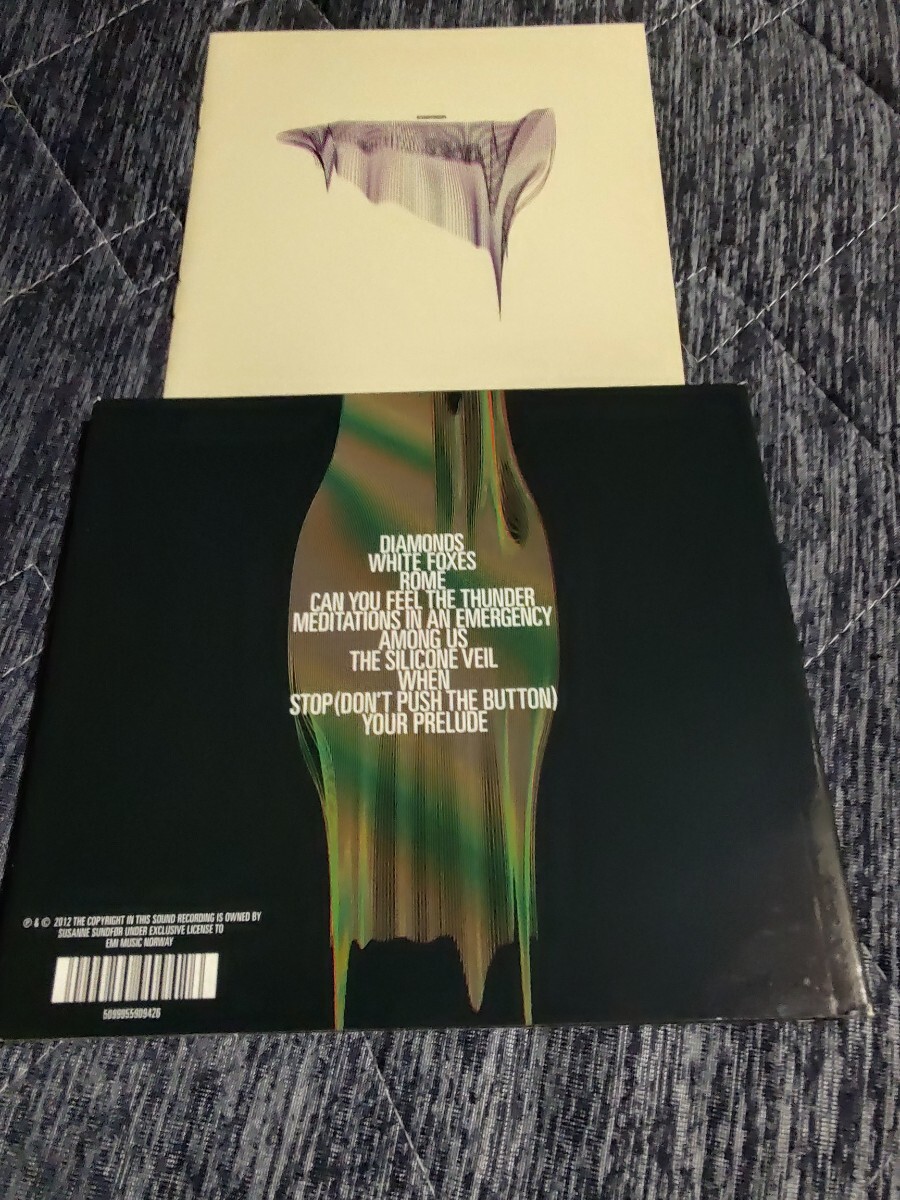 DIAMONDS
WHITE FOXES
ROME
CAN YOU FEEL THE THUNDER
MEDITATIONS IN AN EMERGENCY
AMONG US
THE SILICONE VEIL
WHEN
STOP (DON'T PUSH THE BUTTON)
YOUR PRELUDE
℗ & © 2012 THE COPYRIGHT IN THIS SOUND RECORDING IS OWNED BY
SUSANNE SUNDFØR UNDER EXCLUSIVE LICENSE TO
EMI MUSIC NORWAY
5099955909426